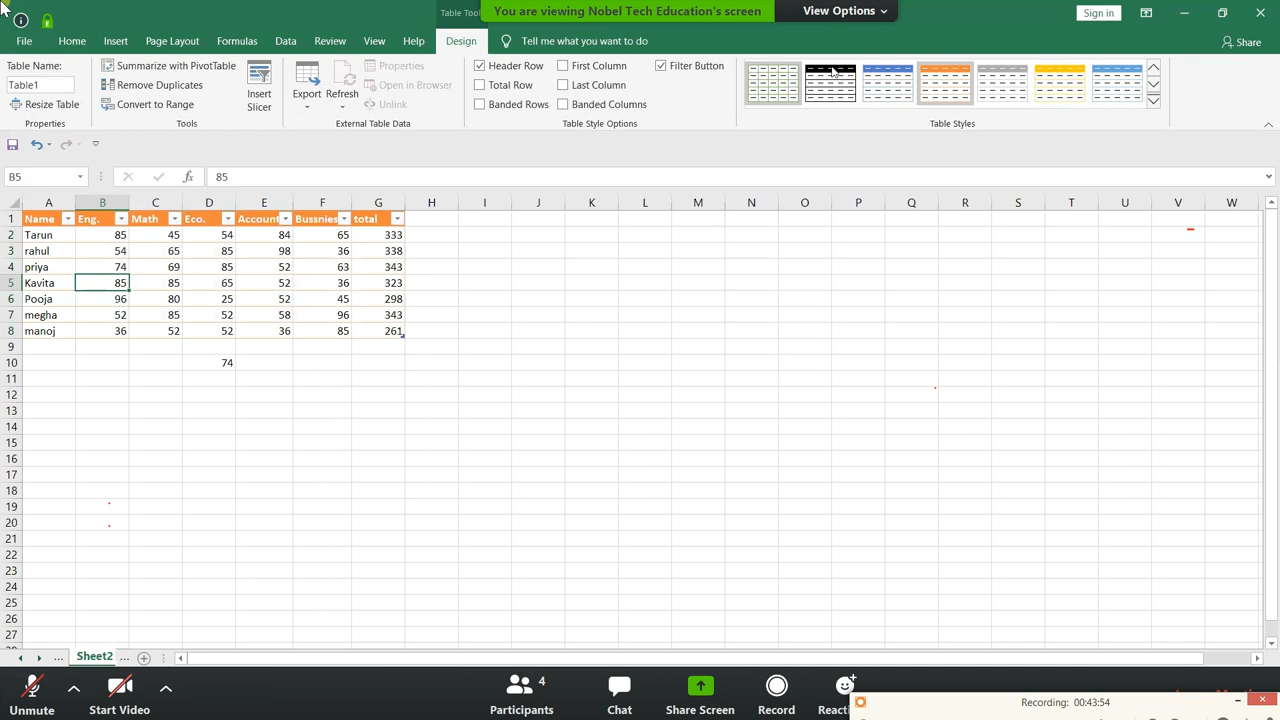 Table Tool
You are viewing Nobel Tech Education's screen
View Options
Sign in
File Home Insert Page Layout Formulas Data Review View Help Design Tell me what you want to do Share
Table Name:
Table1
Resize Table
Properties
Summarize with PivotTable
Remove Duplicates
Convert to Range
Tools
Insert Slicer
Export
Refresh
Properties
Open in Browser
Unlink
External Table Data
Header Row First Column Filter Button
Total Row Last Column
Banded Rows Banded Columns
Table Style Options
Table Styles
B5 fx 85
A B C D E F G H I J K L M N O P Q R S T U V W
1 Name Eng. Math Eco. Account Bussnies total
2 Tarun 85 45 54 84 65 333
3 rahul 54 65 85 98 36 338
4 priya 74 69 85 52 63 343
5 Kavita 85 85 65 52 36 323
6 Pooja 96 80 25 52 45 298
7 megha 52 85 52 58 96 343
8 manoj 36 52 52 36 85 261
9
10 74
11
12
13
14
15
16
17
18
19
20
21
22
23
24
25
26
27
... Sheet2 ...
Unmute Start Video Participants 4 Chat Share Screen Record
Recording: 00:43:54